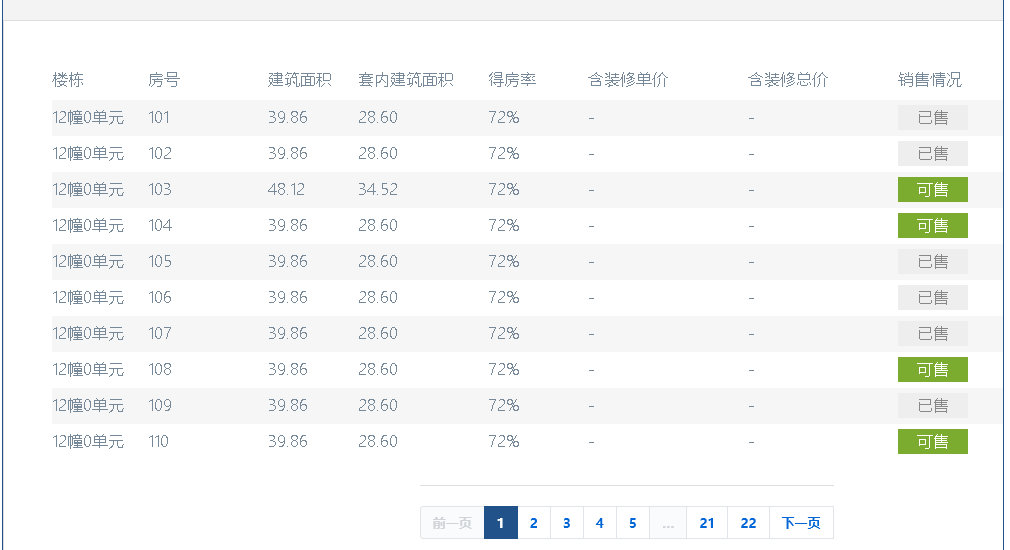 楼栋 房号 建筑面积 套内建筑面积 得房率 含装修单价 含装修总价 销售情况
12幢0单元 101 39.86 28.60 72% - - 已售
12幢0单元 102 39.86 28.60 72% - - 已售
12幢0单元 103 48.12 34.52 72% - - 可售
12幢0单元 104 39.86 28.60 72% - - 可售
12幢0单元 105 39.86 28.60 72% - - 已售
12幢0单元 106 39.86 28.60 72% - - 已售
12幢0单元 107 39.86 28.60 72% - - 已售
12幢0单元 108 39.86 28.60 72% - - 可售
12幢0单元 109 39.86 28.60 72% - - 已售
12幢0单元 110 39.86 28.60 72% - - 可售
前一页 1 2 3 4 5 ... 21 22 下一页